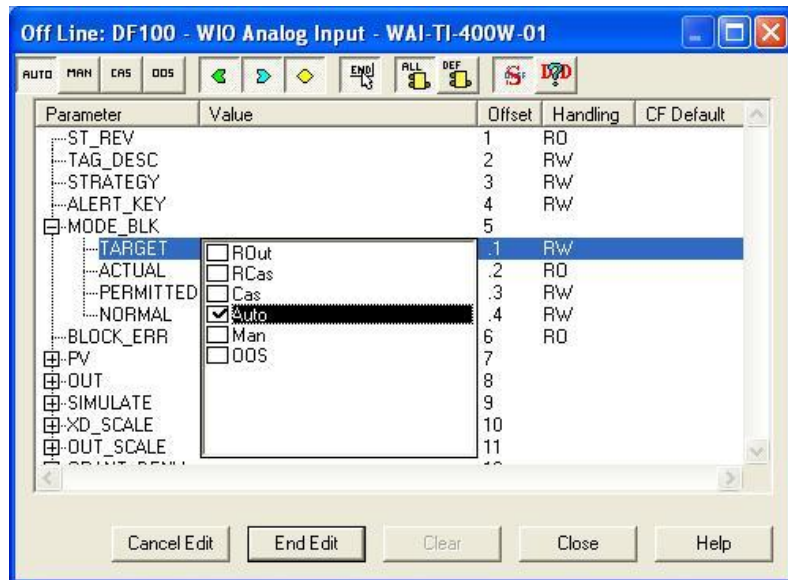 Off Line: DF100 - WIO Analog Input - WAI-TI-400W-01
AUTO MAN CAS OOS END ALL DEF S D?D
Parameter Value Offset Handling CF Default
ST_REV 1 RO
TAG_DESC 2 RW
STRATEGY 3 RW
ALERT_KEY 4 RW
MODE_BLK 5
TARGET ROut .1 RW
ACTUAL RCas .2 RO
PERMITTED Cas .3 RW
NORMAL Auto .4 RW
BLOCK_ERR Man 6 RO
PV OOS 7
OUT 8
SIMULATE 9
XD_SCALE 10
OUT_SCALE 11
Cancel Edit End Edit Clear Close Help